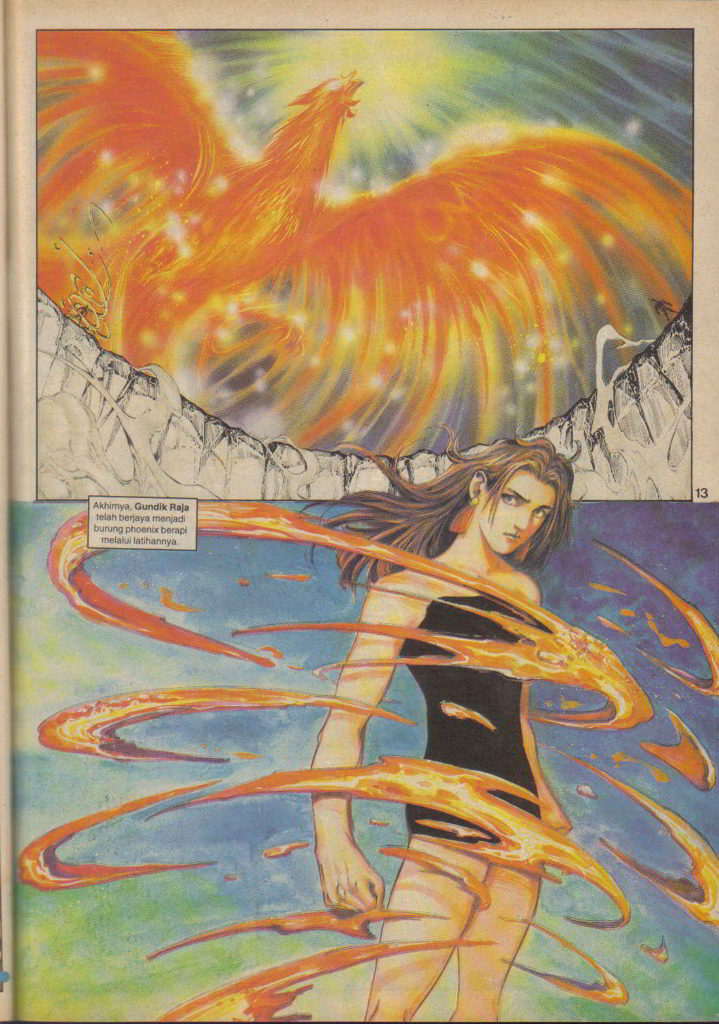 13
Akhirnya, Gundik Raja
telah berjaya menjadi
burung phoenix berapi
melalui latihannya.